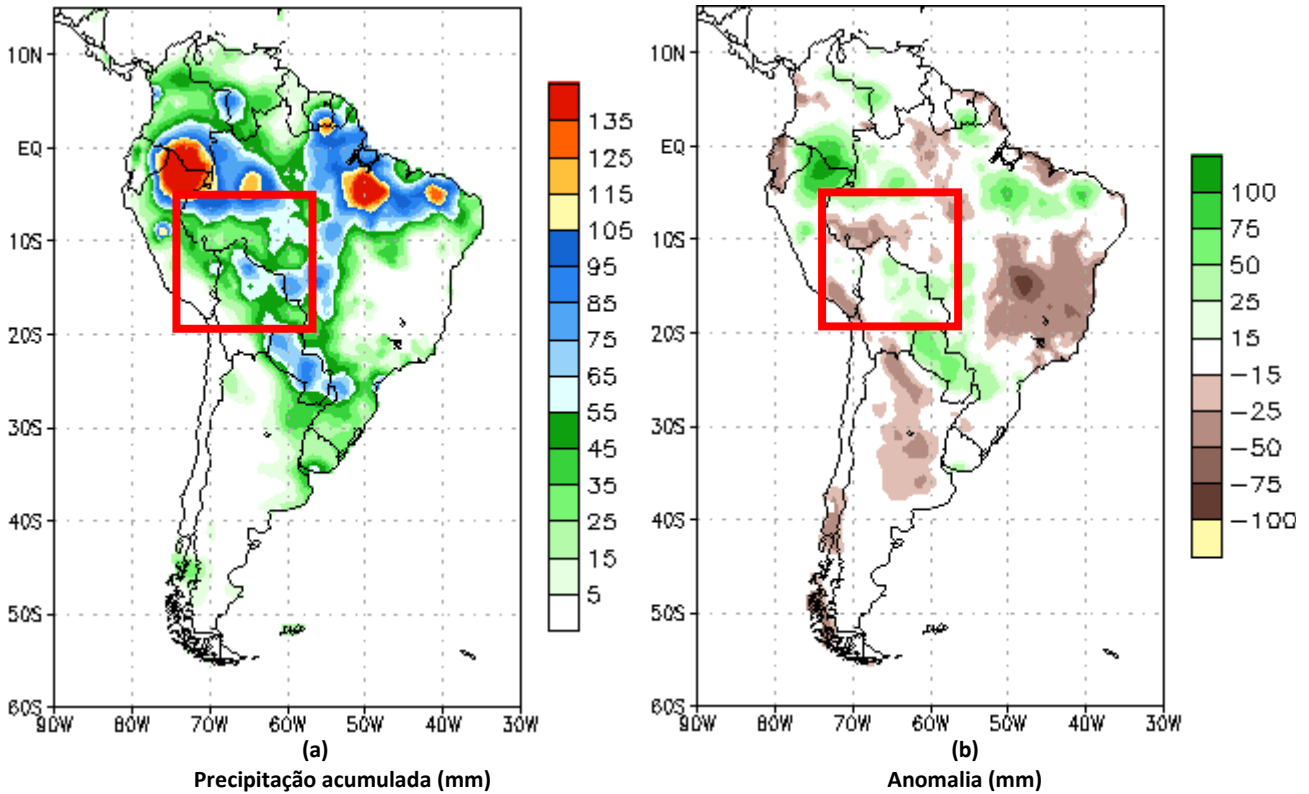 10N
EQ
10S
20S
30S
40S
50S
60S
90W 80W 70W 60W 50W 40W 30W
135
125
115
105
95
85
75
65
55
45
35
25
15
5
(a)
Precipitação acumulada (mm)
10N
EQ
10S
20S
30S
40S
50S
60S
90W 80W 70W 60W 50W 40W 30W
100
75
50
25
15
-15
-25
-50
-75
-100
(b)
Anomalia (mm)